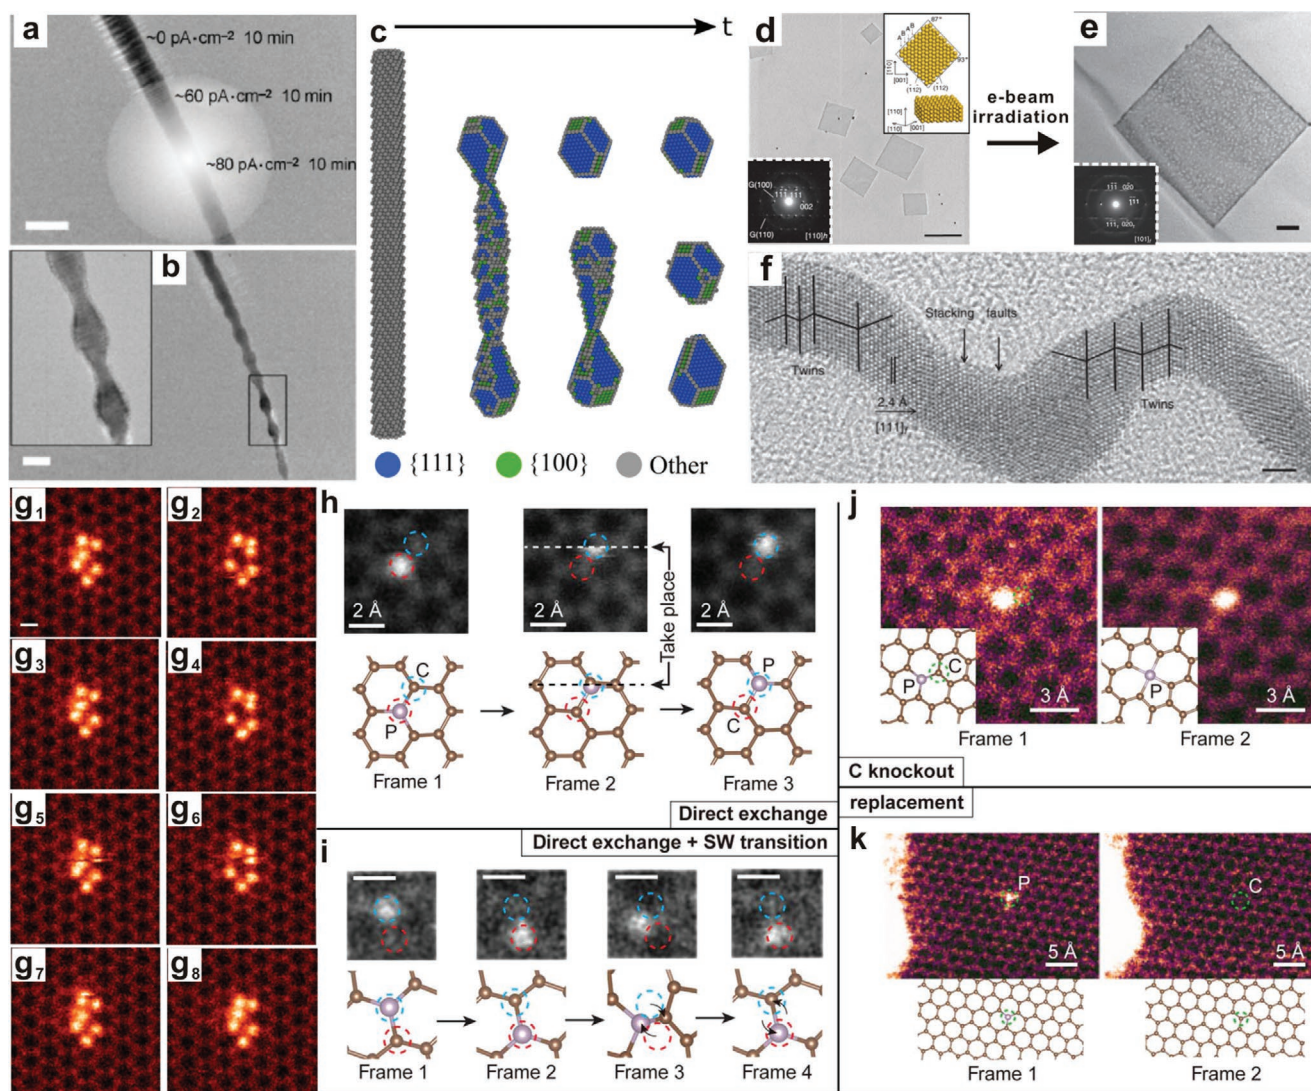 a
~0 pA·cm⁻² 10 min
~60 pA·cm⁻² 10 min
~80 pA·cm⁻² 10 min
b
c
t
{111}
{100}
Other
d
87°
93°
[001]
[110]
[001]
G(100)
002
G(110)
e-beam
irradiation
e
f
Stacking faults
Twins
2.4 Å
Twins
g₁
g₂
g₃
g₄
g₅
g₆
g₇
g₈
h
2 Å
2 Å
2 Å
Take place
C
P
P
C
Frame 1
Frame 2
Frame 3
Direct exchange
Direct exchange + SW transition
i
Frame 1
Frame 2
Frame 3
Frame 4
j
P
C
3 Å
P
3 Å
Frame 1
Frame 2
C knockout
replacement
k
P
5 Å
C
5 Å
Frame 1
Frame 2